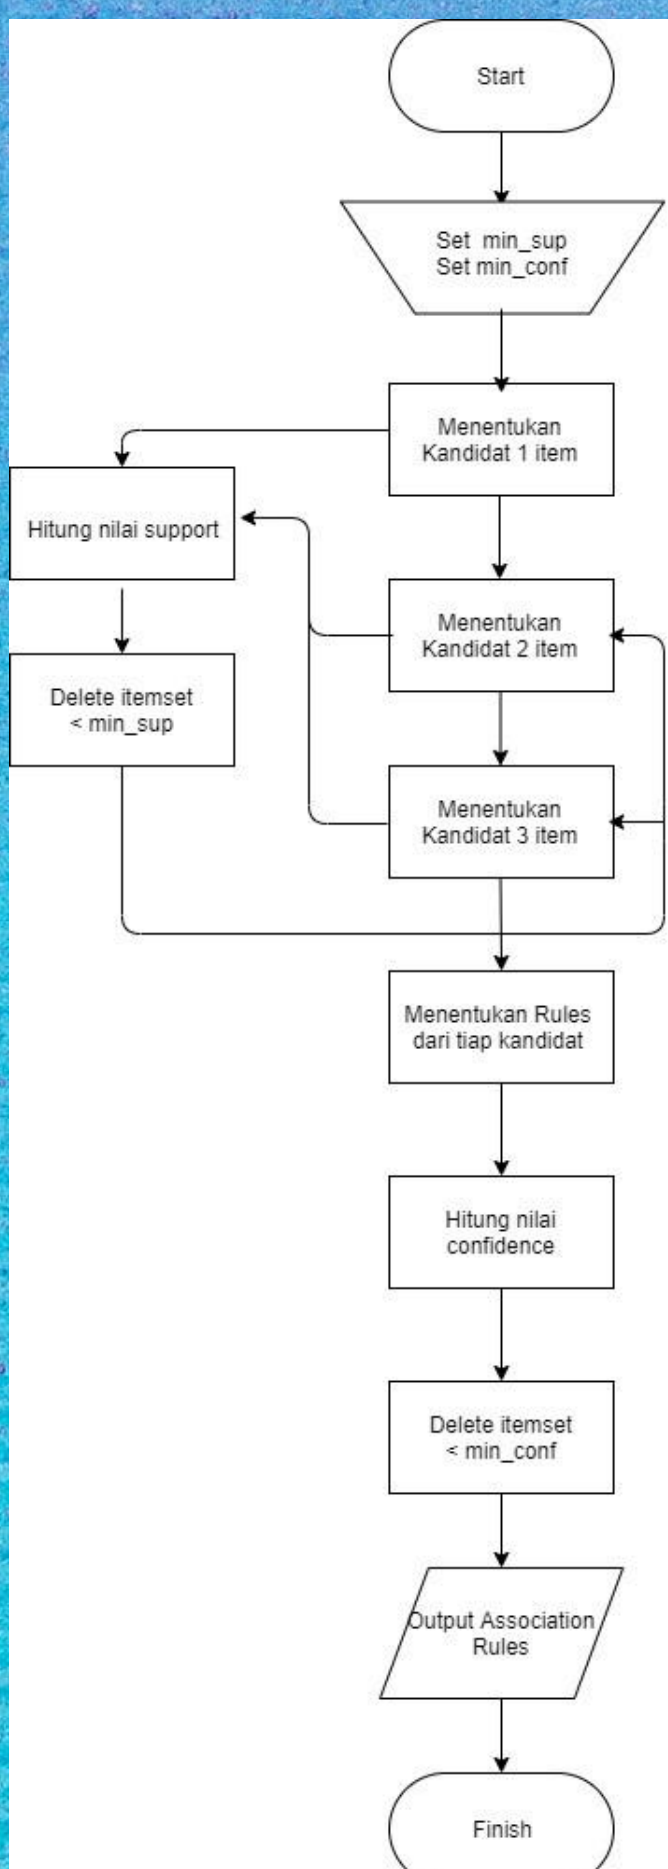 Start
Set min_sup
Set min_conf
Menentukan
Kandidat 1 item
Hitung nilai support
Menentukan
Kandidat 2 item
Delete itemset
< min_sup
Menentukan
Kandidat 3 item
Menentukan Rules
dari tiap kandidat
Hitung nilai
confidence
Delete itemset
< min_conf
Output Association
Rules
Finish